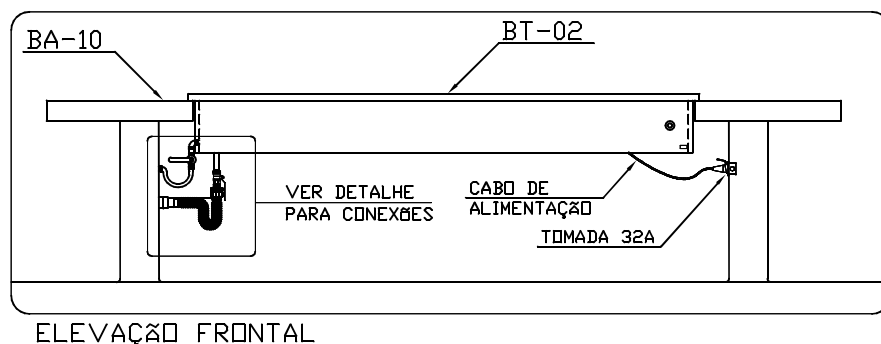 BA-10
BT-02
VER DETALHE
PARA CONEXÕES
CABO DE
ALIMENTAÇÃO
TOMADA 32A
ELEVAÇÃO FRONTAL